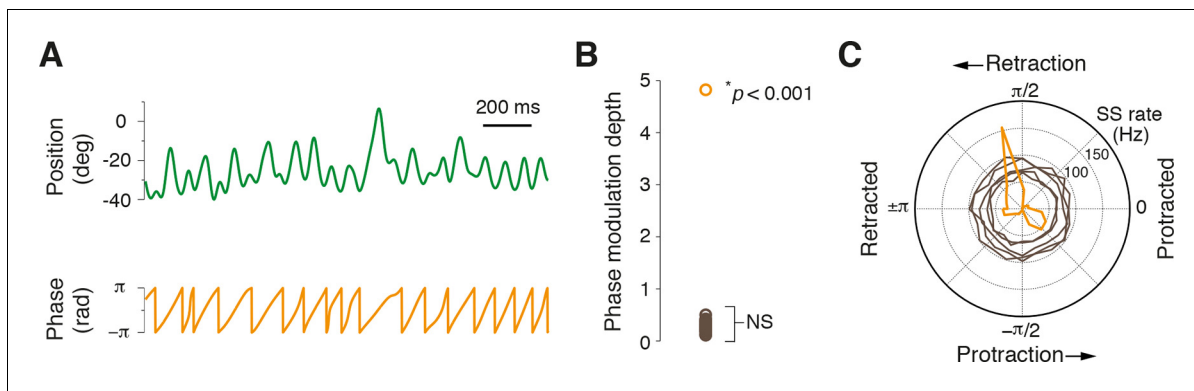 A
Position
(deg)
0
-20
-40
200 ms
Phase
(rad)
π
−π
B
Phase modulation depth
5
4
3
2
1
0
*p < 0.001
NS
C
←Retraction
π/2
SS rate
(Hz)
150
100
Retracted
±π
0
Protracted
−π/2
Protraction→